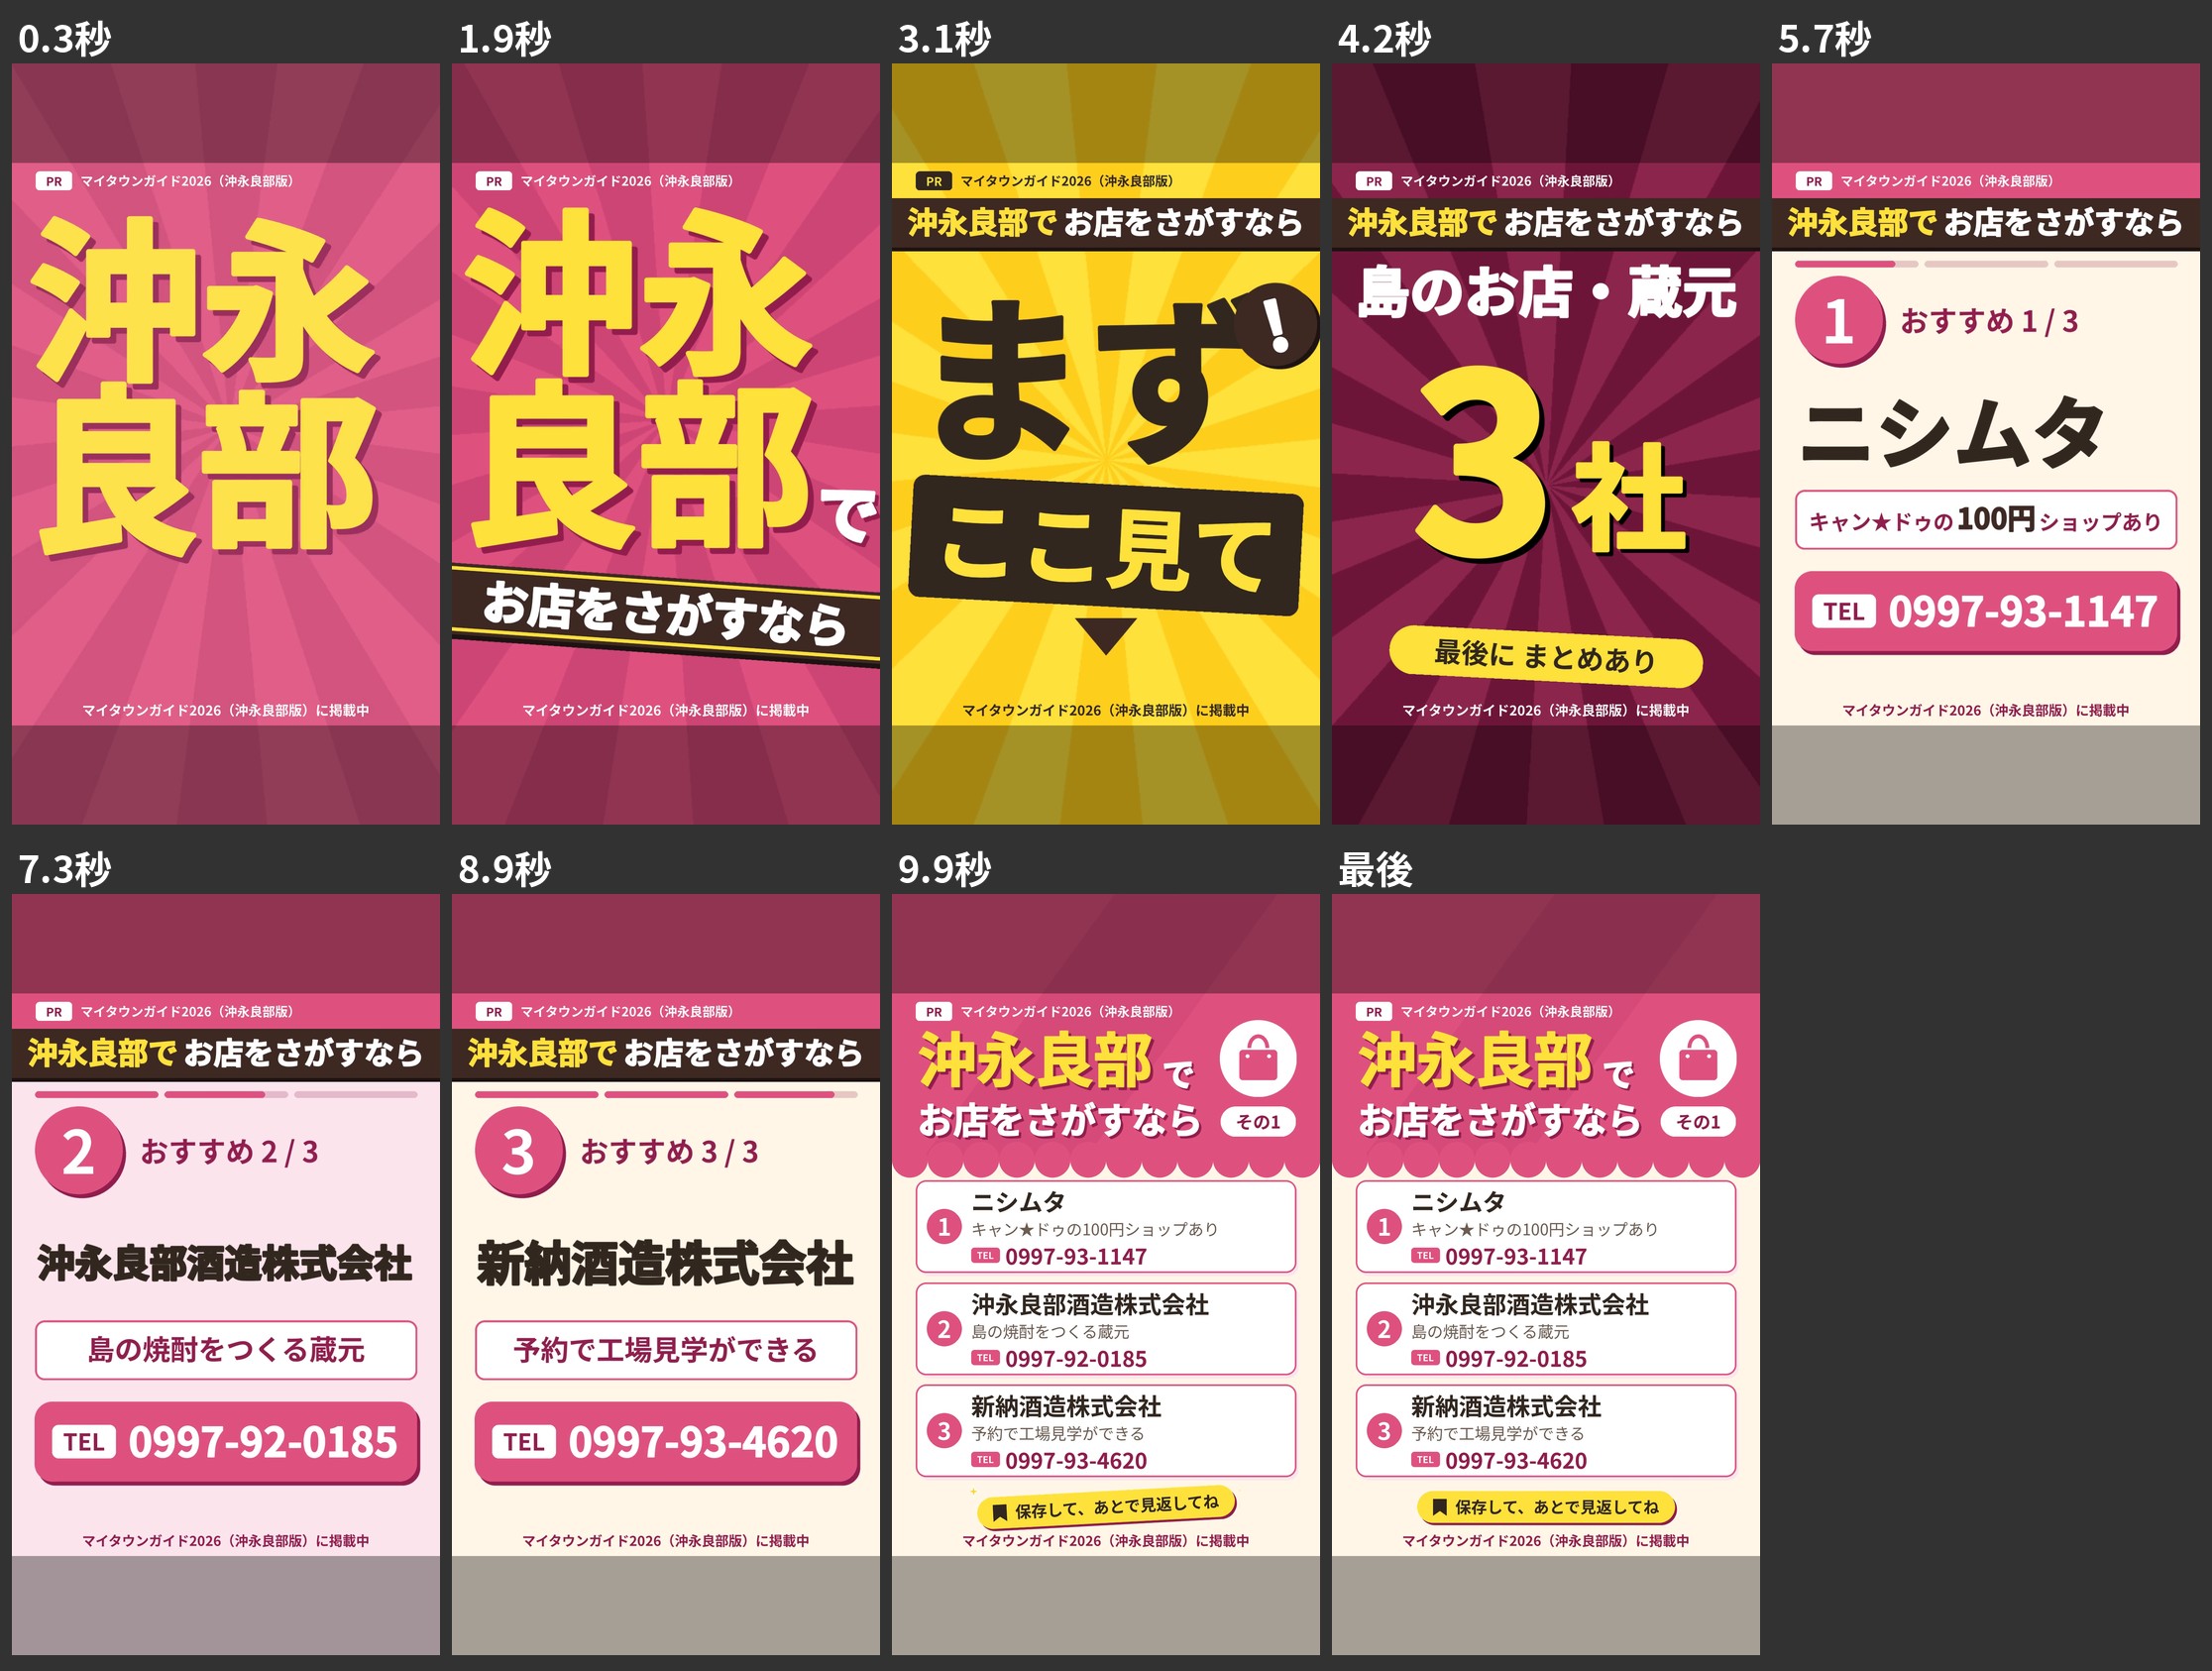 0.3秒
PR マイタウンガイド2026（沖永良部版）
沖永
良部
マイタウンガイド2026（沖永良部版）に掲載中
1.9秒
PR マイタウンガイド2026（沖永良部版）
沖永
良部で
お店をさがすなら
マイタウンガイド2026（沖永良部版）に掲載中
3.1秒
PR マイタウンガイド2026（沖永良部版）
沖永良部で お店をさがすなら
まず!
ここ見て
マイタウンガイド2026（沖永良部版）に掲載中
4.2秒
PR マイタウンガイド2026（沖永良部版）
沖永良部で お店をさがすなら
島のお店・蔵元
3社
最後に まとめあり
マイタウンガイド2026（沖永良部版）に掲載中
5.7秒
PR マイタウンガイド2026（沖永良部版）
沖永良部で お店をさがすなら
1 おすすめ 1 / 3
ニシムタ
キャン★ドゥの100円ショップあり
TEL 0997-93-1147
マイタウンガイド2026（沖永良部版）に掲載中
7.3秒
PR マイタウンガイド2026（沖永良部版）
沖永良部で お店をさがすなら
2 おすすめ 2 / 3
沖永良部酒造株式会社
島の焼酎をつくる蔵元
TEL 0997-92-0185
マイタウンガイド2026（沖永良部版）に掲載中
8.9秒
PR マイタウンガイド2026（沖永良部版）
沖永良部で お店をさがすなら
3 おすすめ 3 / 3
新納酒造株式会社
予約で工場見学ができる
TEL 0997-93-4620
マイタウンガイド2026（沖永良部版）に掲載中
9.9秒
PR マイタウンガイド2026（沖永良部版）
沖永良部で
お店をさがすなら その1
1 ニシムタ
キャン★ドゥの100円ショップあり
TEL 0997-93-1147
2 沖永良部酒造株式会社
島の焼酎をつくる蔵元
TEL 0997-92-0185
3 新納酒造株式会社
予約で工場見学ができる
TEL 0997-93-4620
保存して、あとで見返してね
マイタウンガイド2026（沖永良部版）に掲載中
最後
PR マイタウンガイド2026（沖永良部版）
沖永良部で
お店をさがすなら その1
1 ニシムタ
キャン★ドゥの100円ショップあり
TEL 0997-93-1147
2 沖永良部酒造株式会社
島の焼酎をつくる蔵元
TEL 0997-92-0185
3 新納酒造株式会社
予約で工場見学ができる
TEL 0997-93-4620
保存して、あとで見返してね
マイタウンガイド2026（沖永良部版）に掲載中